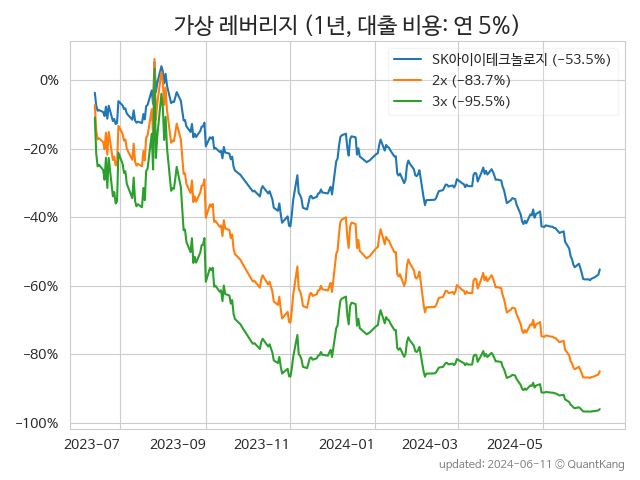 가상 레버리지 (1년, 대출 비용: 연 5%)
SK아이이테크놀로지 (−53.5%)
2x (−83.7%)
3x (−95.5%)
0%
−20%
−40%
−60%
−80%
−100%
2023-07 2023-09 2023-11 2024-01 2024-03 2024-05
updated: 2024-06-11 © QuantKang